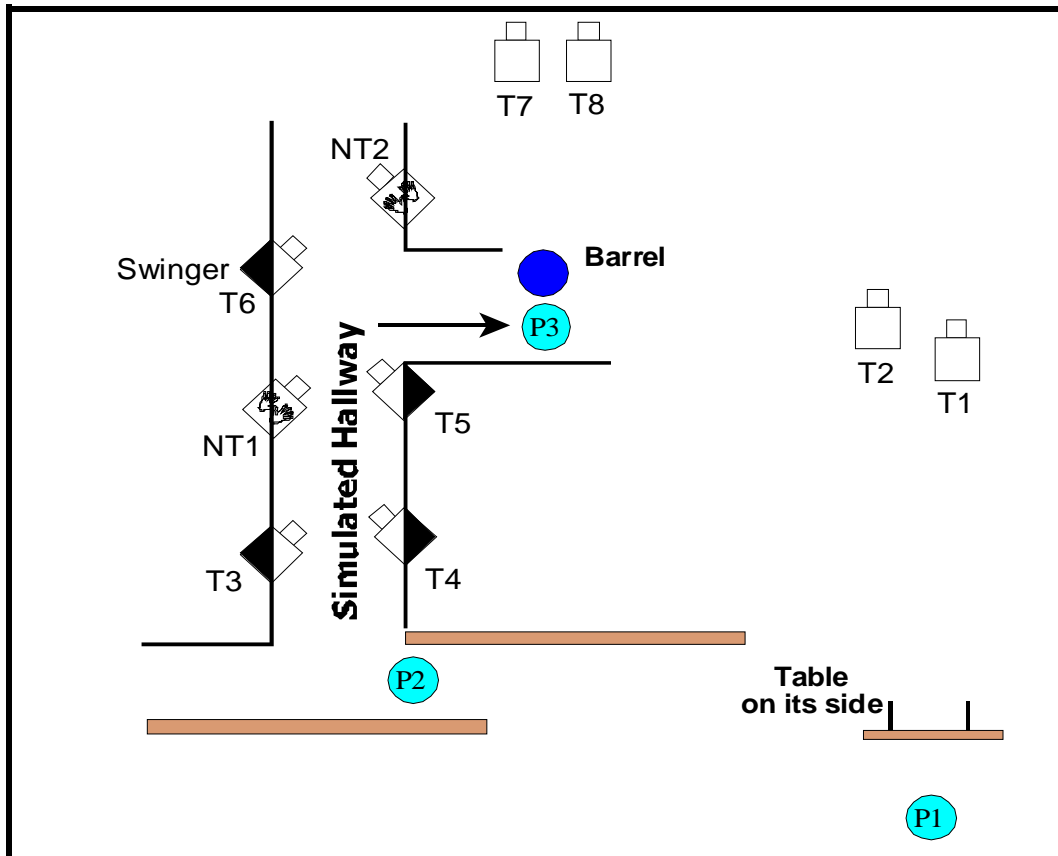 T7
T8
NT2
Swinger
T6
Barrel
P3
T2
T1
Simulated Hallway
T5
NT1
T3
T4
P2
Table
on its side
P1